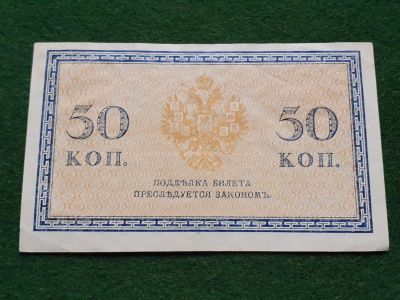 50 50
КОП. КОП.
ПОДДѢЛКА БИЛЕТА
ПРЕСЛѢДУЕТСЯ ЗАКОНОМЪ.